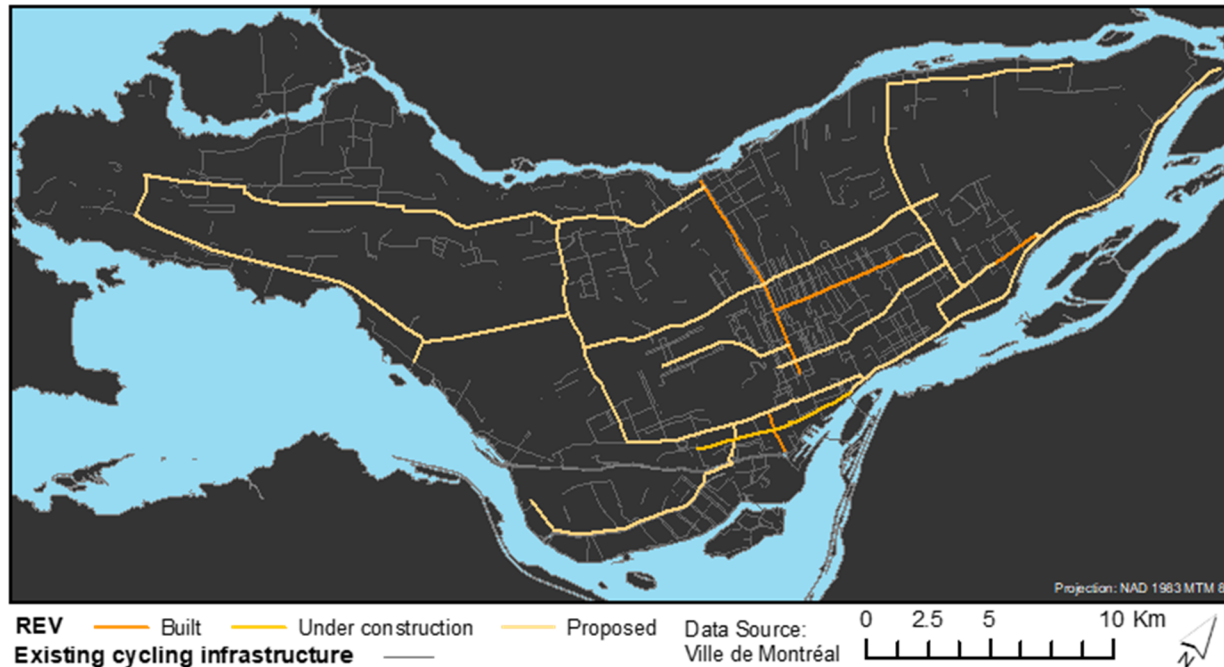 Projection: NAD 1983 MTM 8
REV Built Under construction Proposed
Existing cycling infrastructure
Data Source:
Ville de Montréal
0 2.5 5 10 Km
N